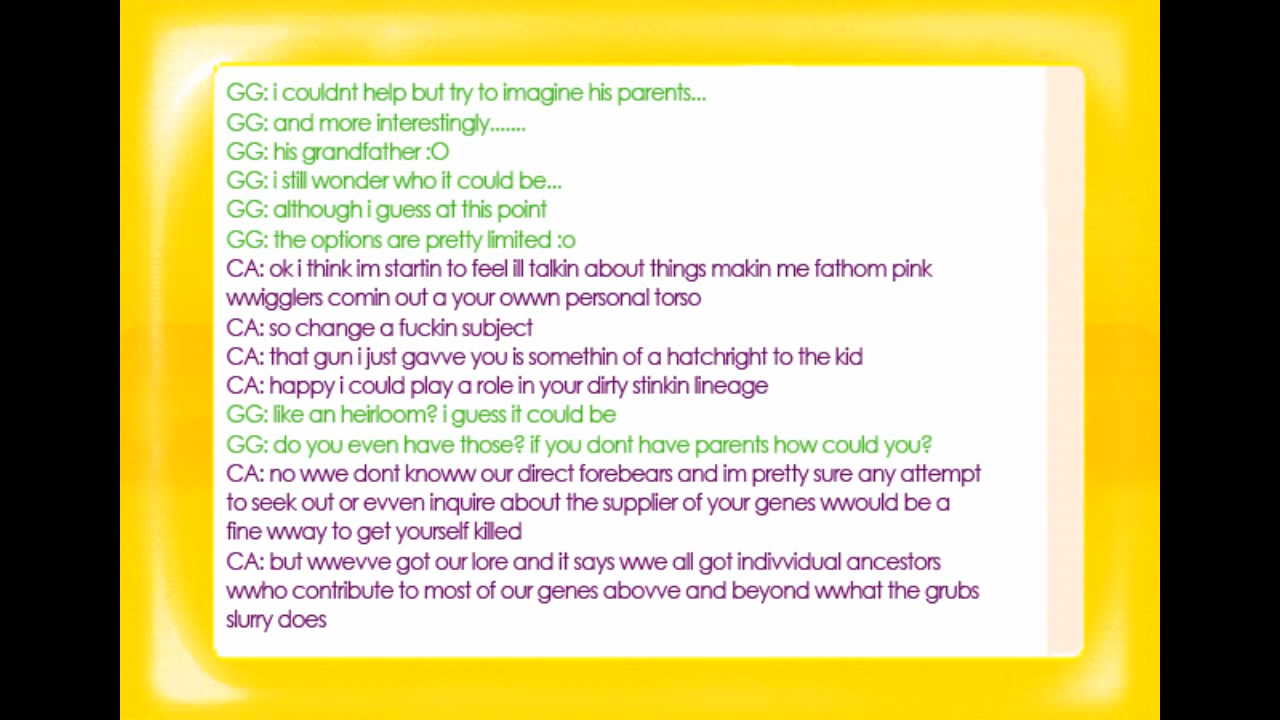 GG: i couldnt help but try to imagine his parents...
GG: and more interestingly.......
GG: his grandfather :O
GG: i still wonder who it could be...
GG: although i guess at this point
GG: the options are pretty limited :o
CA: ok i think im startin to feel ill talkin about things makin me fathom pink
wwigglers comin out a your owwn personal torso
CA: so change a fuckin subject
CA: that gun i just gavve you is somethin of a hatchright to the kid
CA: happy i could play a role in your dirty stinkin lineage
GG: like an heirloom? i guess it could be
GG: do you even have those? if you dont have parents how could you?
CA: no wwe dont knoww our direct forebears and im pretty sure any attempt
to seek out or evven inquire about the supplier of your genes wwould be a
fine wway to get yourself killed
CA: but wwevve got our lore and it says wwe all got indivvidual ancestors
wwho contribute to most of our genes abovve and beyond wwhat the grubs
slurry does